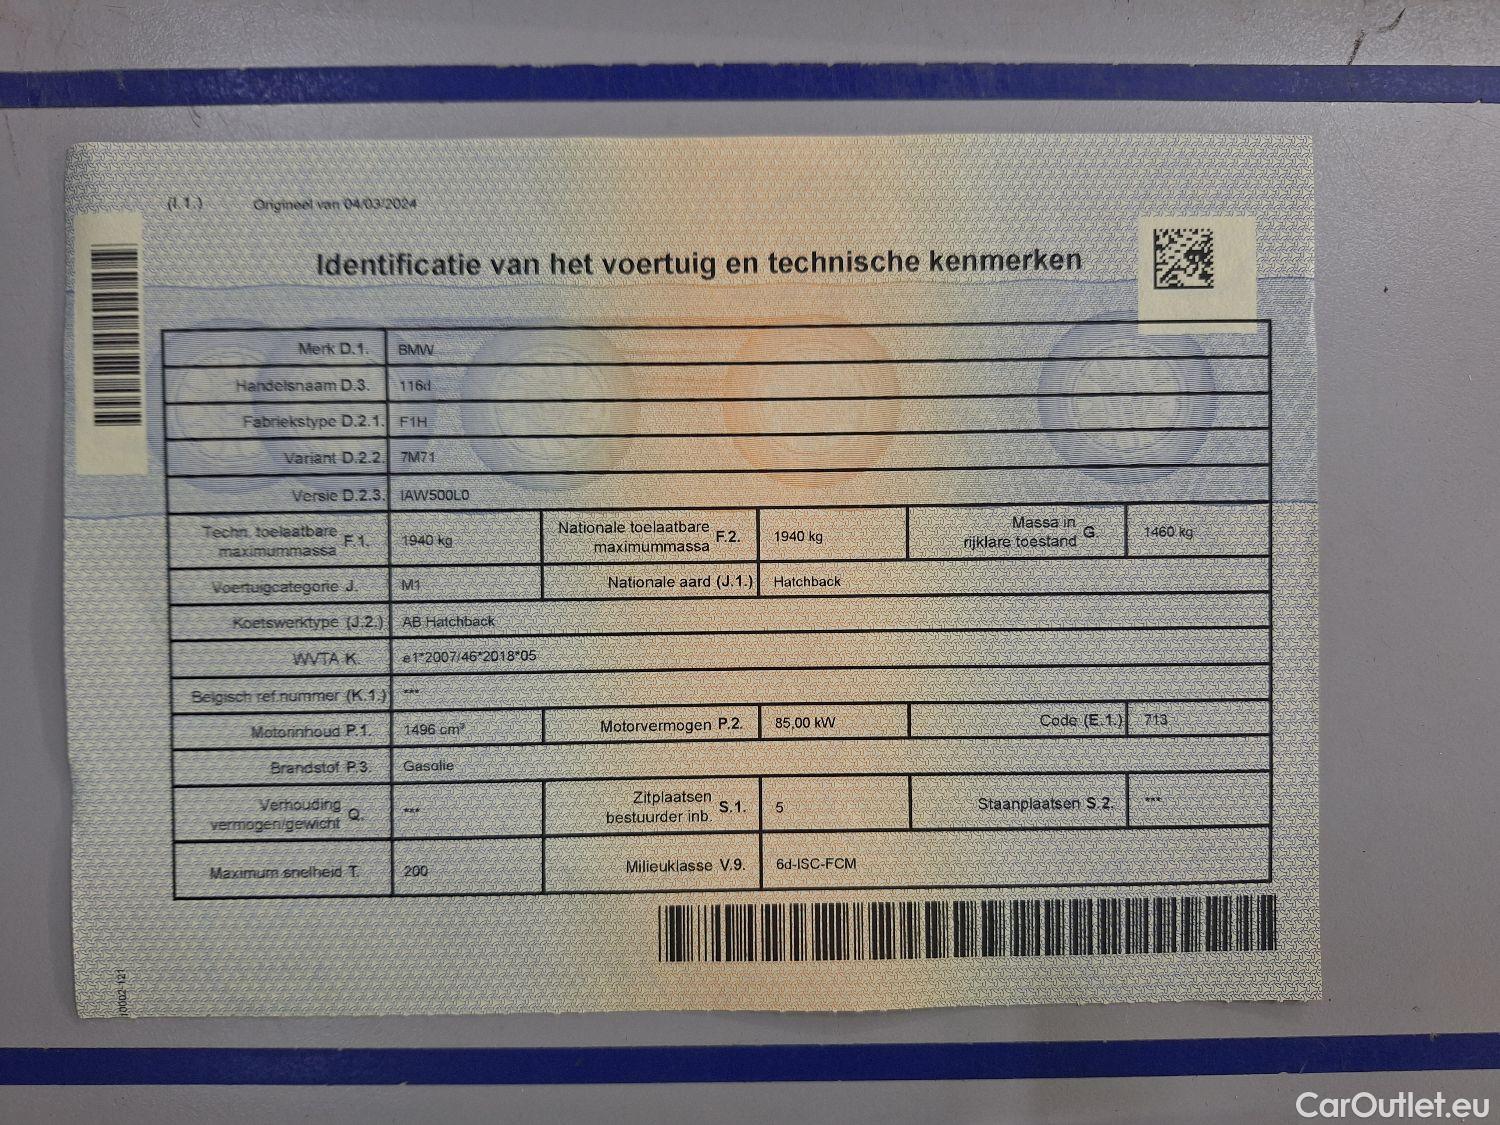 (I.1.) Origineel van 04/03/2024
Identificatie van het voertuig en technische kenmerken
Merk D.1. BMW
Handelsnaam D.3. 116d
Fabriekstype D.2.1. F1H
Variant D.2.2. 7M71
Versie D.2.3. IAW500L0
Techn. toelaatbare maximummassa F.1. 1940 kg Nationale toelaatbare maximummassa F.2. 1940 kg Massa in rijklare toestand G. 1460 kg
Voertuigcategorie J. M1 Nationale aard (J.1.) Hatchback
Koetswerktype (J.2.) AB Hatchback
WVTA K. e1*2007/46*2018*05
Belgisch ref.nummer (K.1.) ***
Motorinhoud P.1. 1496 cm³ Motorvermogen P.2. 85,00 kW Code (E.1.) 713
Brandstof P.3. Gasolie
Verhouding vermogen/gewicht Q. *** Zitplaatsen bestuurder inb. S.1. 5 Staanplaatsen S.2. ***
Maximum snelheid T. 200 Milieuklasse V.9. 6d-ISC-FCM
CarOutlet.eu